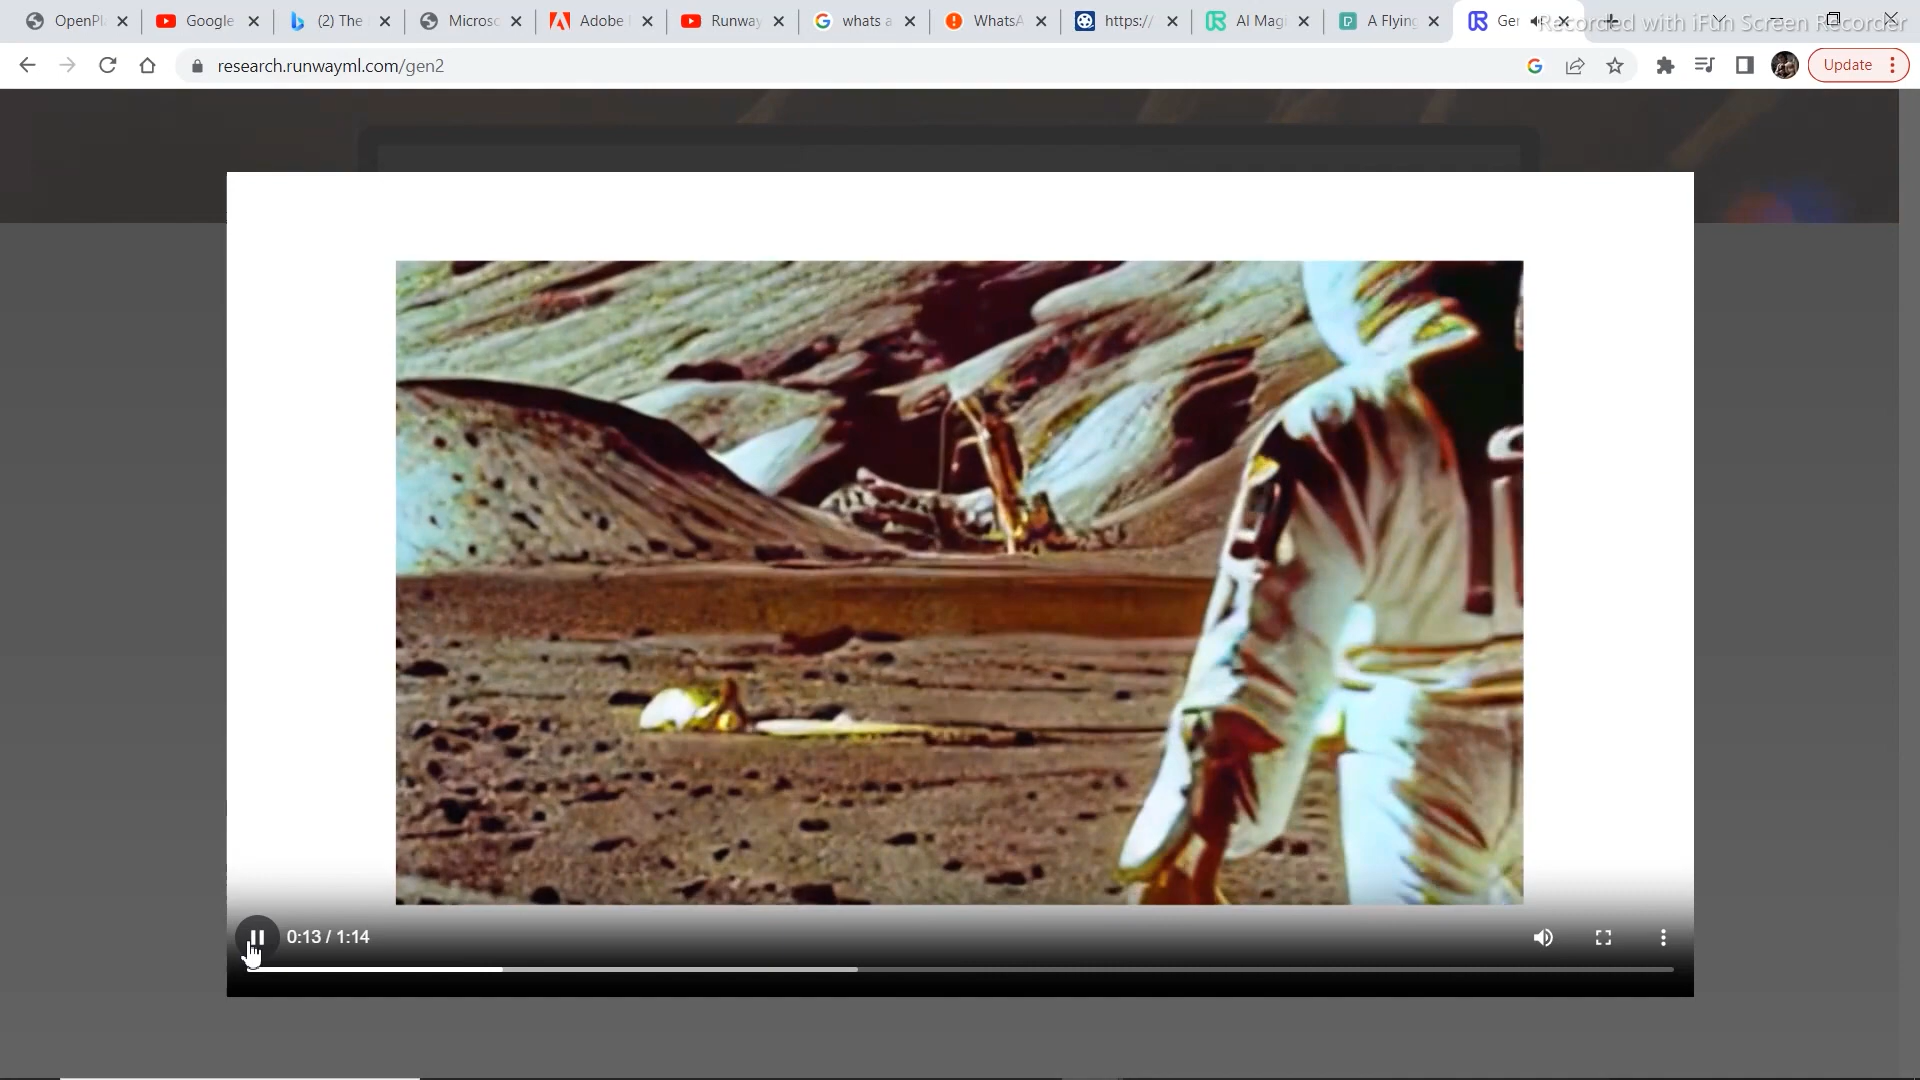 OpenPl
Google
(2) The
Microsc
Adobe
Runway
whats a
WhatsA
https://
AI Magi
A Flying
Ger
Recorded with iFun Screen Recorder
research.runwayml.com/gen2
Update
0:13 / 1:14